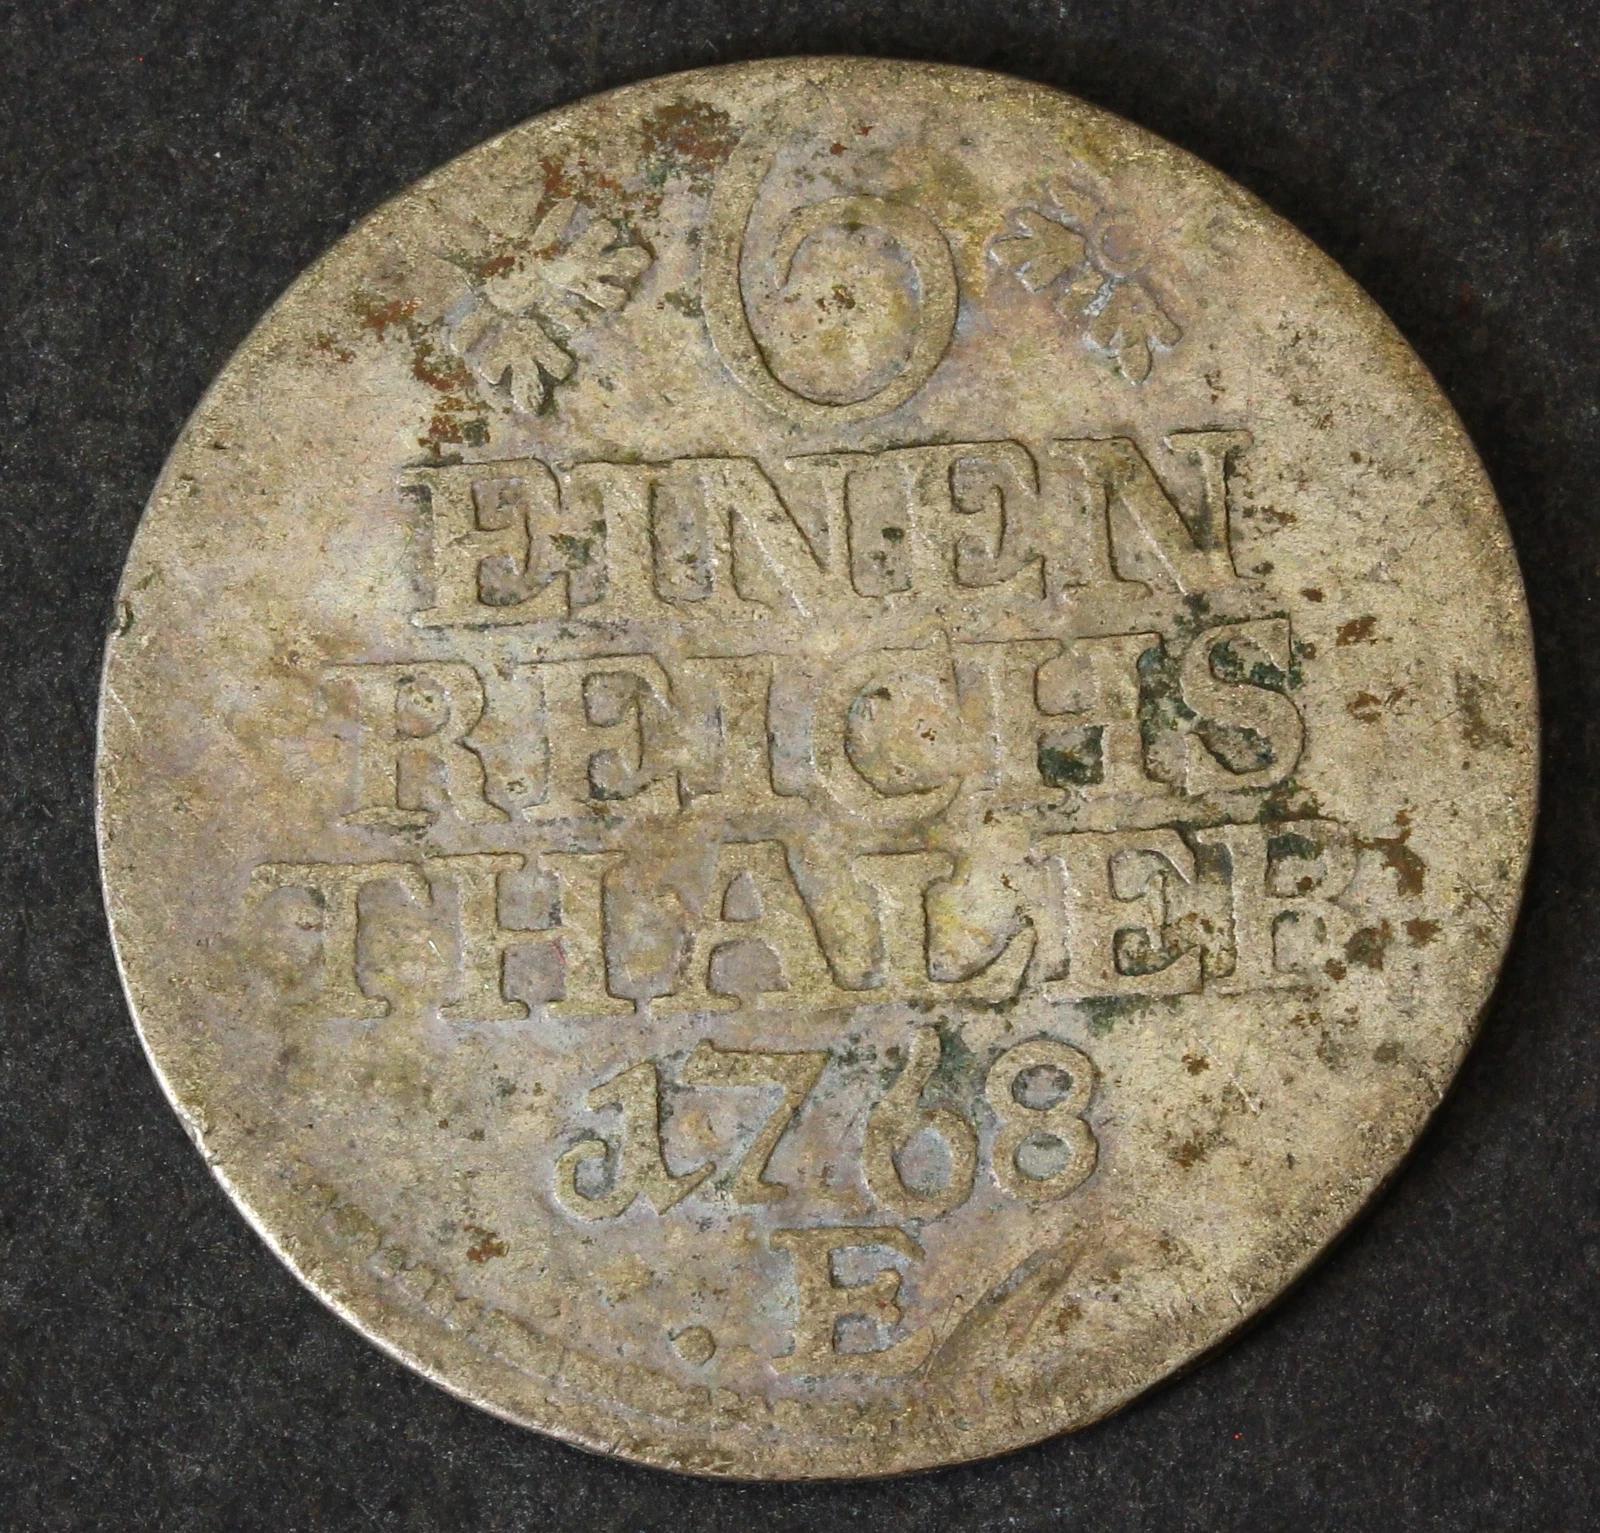 6
EINEN
REICHS
THALER
1768
.E